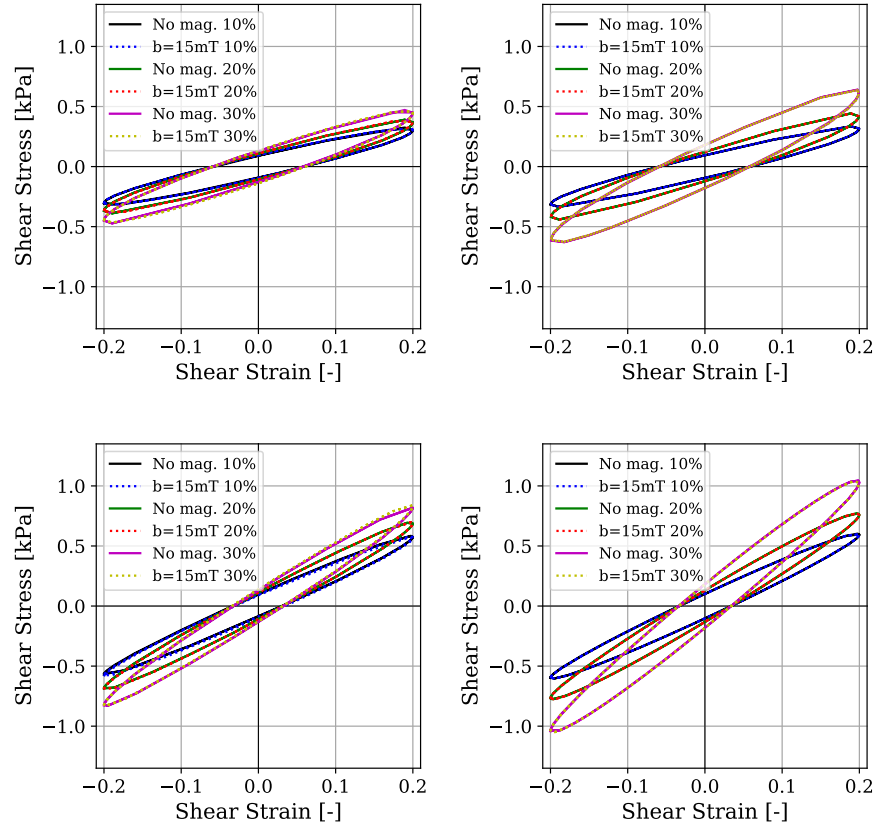 No mag. 10%
b=15mT 10%
No mag. 20%
b=15mT 20%
No mag. 30%
b=15mT 30%
1.0
0.5
0.0
−0.5
−1.0
Shear Stress [kPa]
−0.2
−0.1
0.0
0.1
0.2
Shear Strain [-]
No mag. 10%
b=15mT 10%
No mag. 20%
b=15mT 20%
No mag. 30%
b=15mT 30%
1.0
0.5
0.0
−0.5
−1.0
Shear Stress [kPa]
−0.2
−0.1
0.0
0.1
0.2
Shear Strain [-]
No mag. 10%
b=15mT 10%
No mag. 20%
b=15mT 20%
No mag. 30%
b=15mT 30%
1.0
0.5
0.0
−0.5
−1.0
Shear Stress [kPa]
−0.2
−0.1
0.0
0.1
0.2
Shear Strain [-]
No mag. 10%
b=15mT 10%
No mag. 20%
b=15mT 20%
No mag. 30%
b=15mT 30%
1.0
0.5
0.0
−0.5
−1.0
Shear Stress [kPa]
−0.2
−0.1
0.0
0.1
0.2
Shear Strain [-]